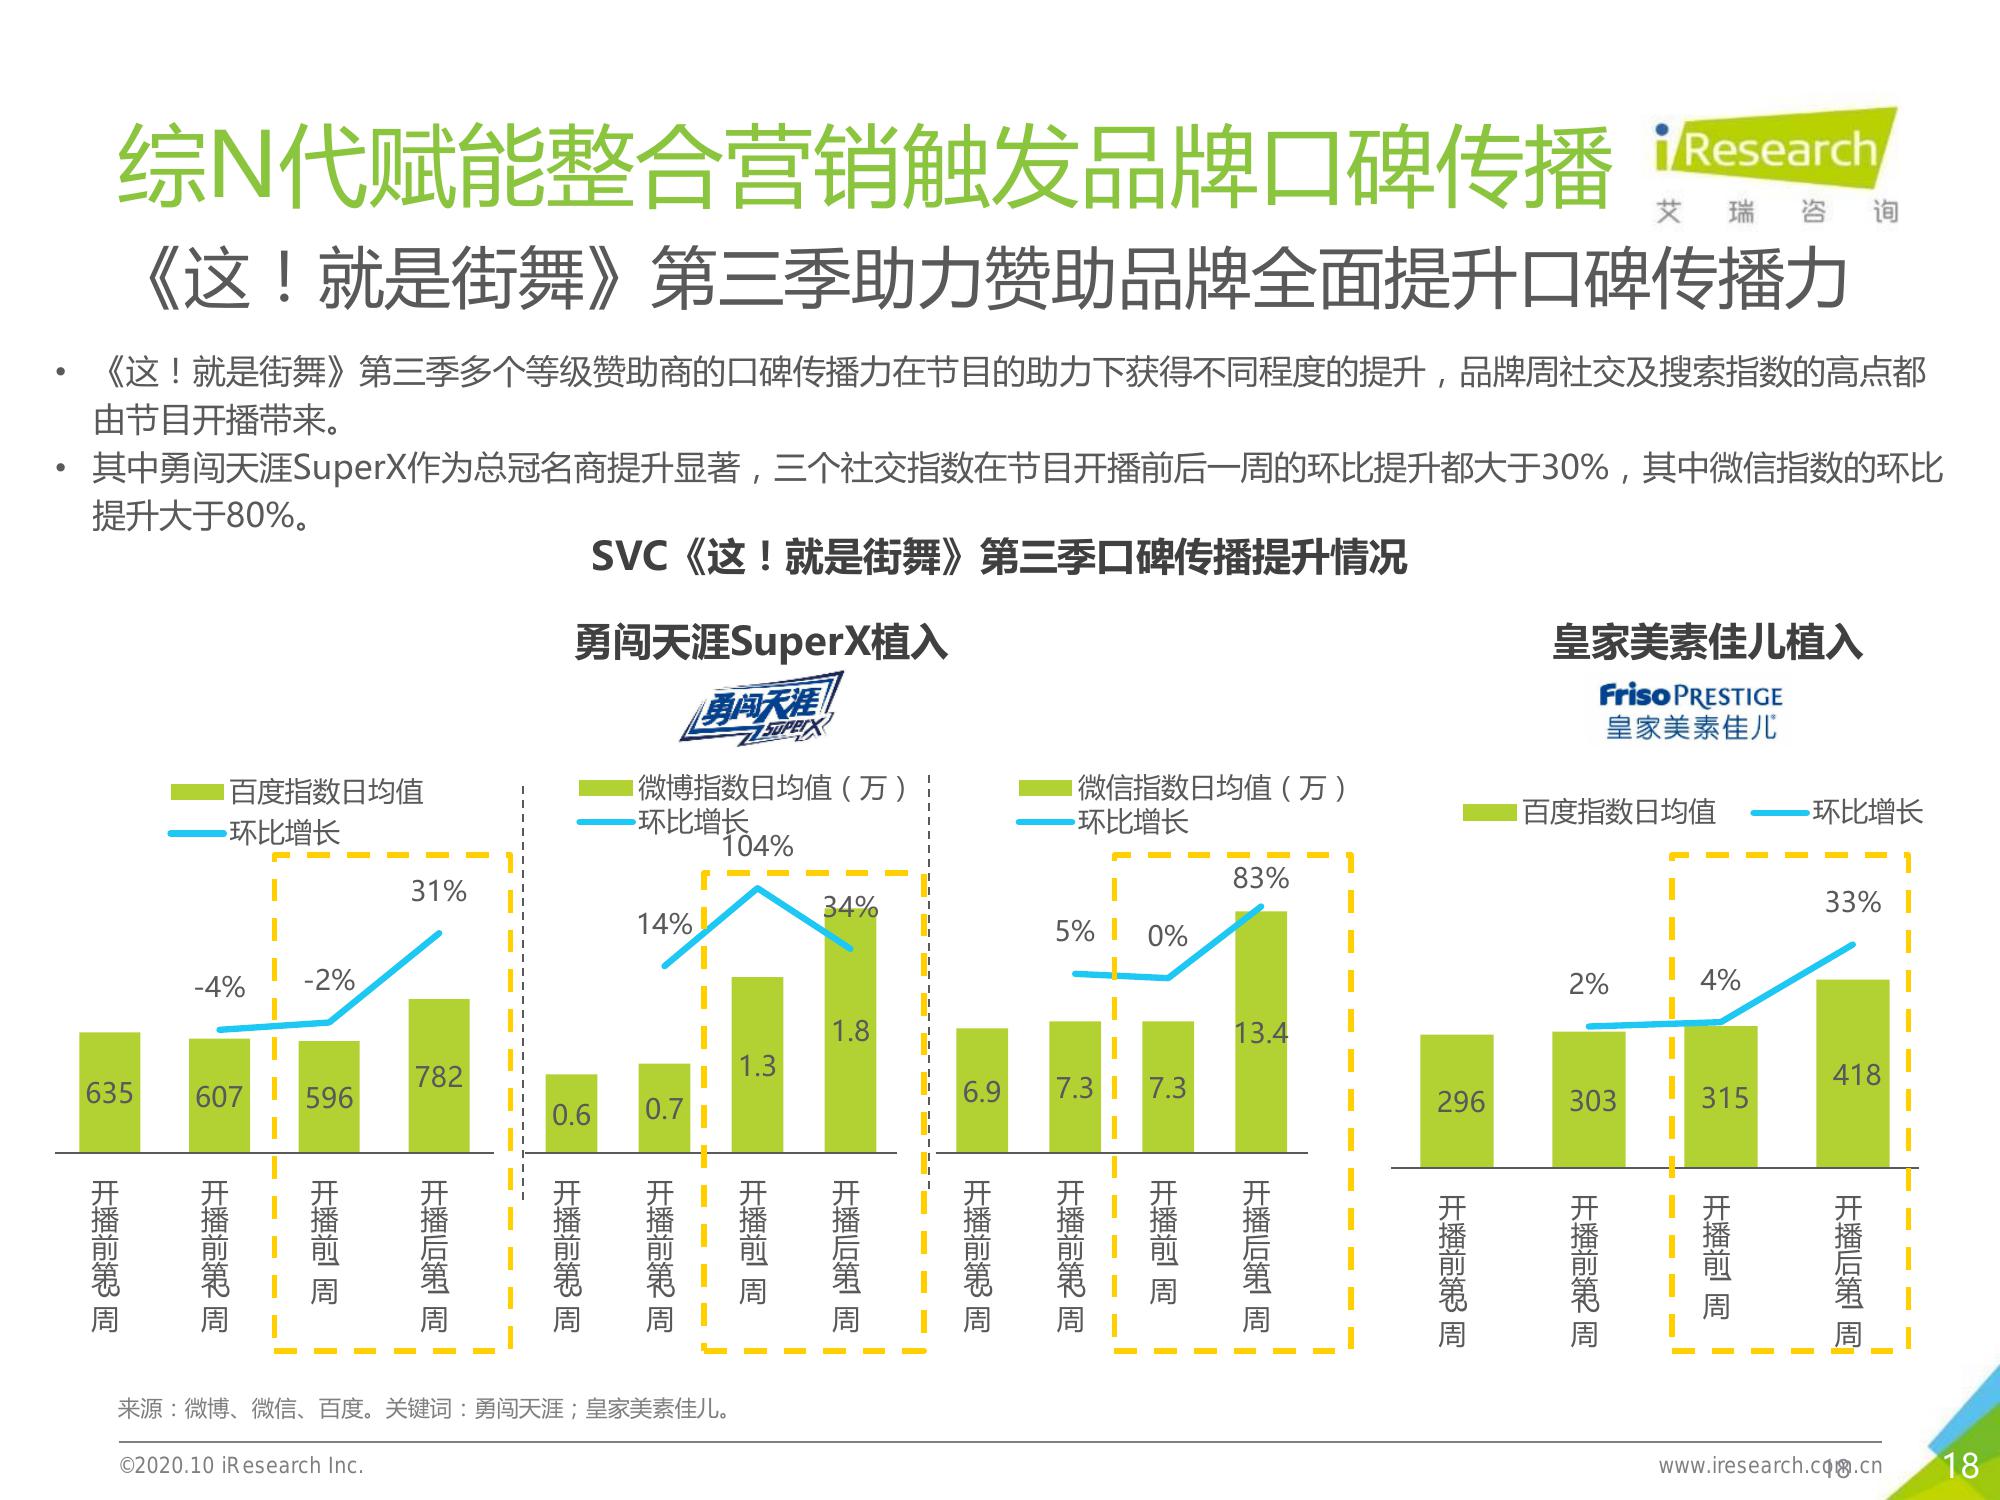 综N代赋能整合营销触发品牌口碑传播
iResearch
艾瑞咨询
《这！就是街舞》第三季助力赞助品牌全面提升口碑传播力
• 《这！就是街舞》第三季多个等级赞助商的口碑传播力在节目的助力下获得不同程度的提升，品牌周社交及搜索指数的高点都
由节目开播带来。
• 其中勇闯天涯SuperX作为总冠名商提升显著，三个社交指数在节目开播前后一周的环比提升都大于30%，其中微信指数的环比
提升大于80%。
SVC《这！就是街舞》第三季口碑传播提升情况
勇闯天涯SuperX植入
勇闯天涯
SuperX
皇家美素佳儿植入
Friso PRESTIGE
皇家美素佳儿
百度指数日均值
环比增长
31%
-4%
-2%
635
607
596
782
开播前第3周
开播前第2周
开播前一周
开播后第一周
微博指数日均值（万）
环比增长
104%
14%
34%
0.6
0.7
1.3
1.8
开播前第3周
开播前第2周
开播前一周
开播后第一周
微信指数日均值（万）
环比增长
83%
5%
0%
6.9
7.3
7.3
13.4
开播前第3周
开播前第2周
开播前一周
开播后第一周
百度指数日均值
环比增长
33%
2%
4%
296
303
315
418
开播前第3周
开播前第2周
开播前一周
开播后第一周
来源：微博、微信、百度。关键词：勇闯天涯；皇家美素佳儿。
©2020.10 iResearch Inc.
www.iresearch.com.cn
18
18